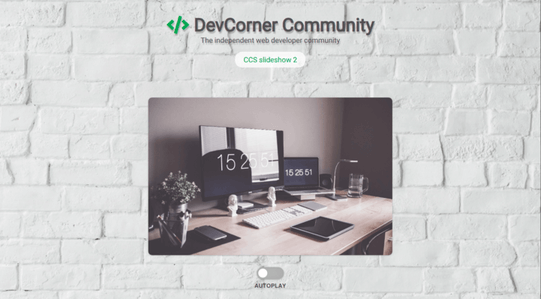 </> DevCorner Community
The independent web developer community
CCS slideshow 2
15 25 51
15 25 51
AUTOPLAY